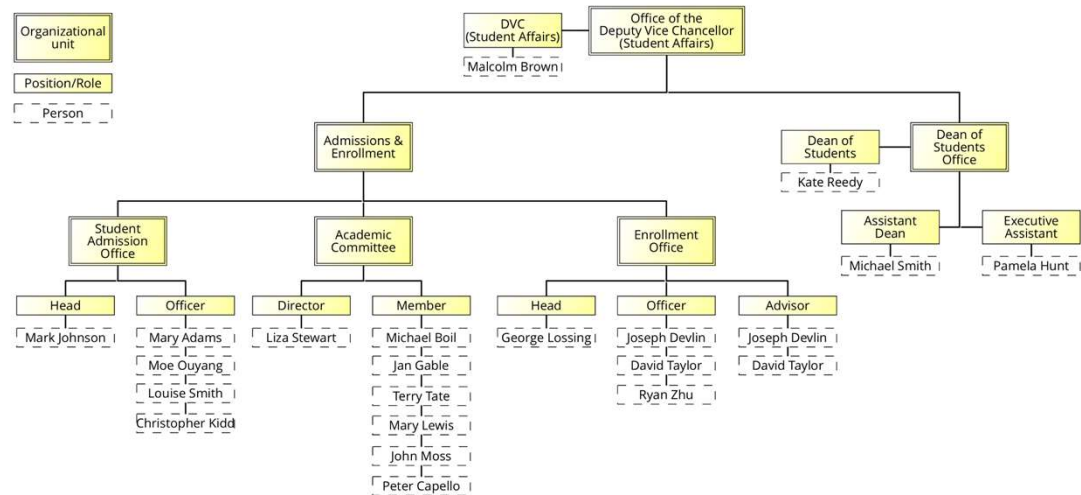 Organizational
unit
Position/Role
Person
DVC
(Student Affairs)
Malcolm Brown
Office of the
Deputy Vice Chancellor
(Student Affairs)
Admissions &
Enrollment
Dean of
Students
Kate Reedy
Dean of
Students
Office
Assistant
Dean
Michael Smith
Executive
Assistant
Pamela Hunt
Student
Admission
Office
Head
Mark Johnson
Officer
Mary Adams
Moe Ouyang
Louise Smith
Christopher Kidd
Academic
Committee
Director
Liza Stewart
Member
Michael Boil
Jan Gable
Terry Tate
Mary Lewis
John Moss
Peter Capello
Enrollment
Office
Head
George Lossing
Officer
Joseph Devlin
David Taylor
Ryan Zhu
Advisor
Joseph Devlin
David Taylor